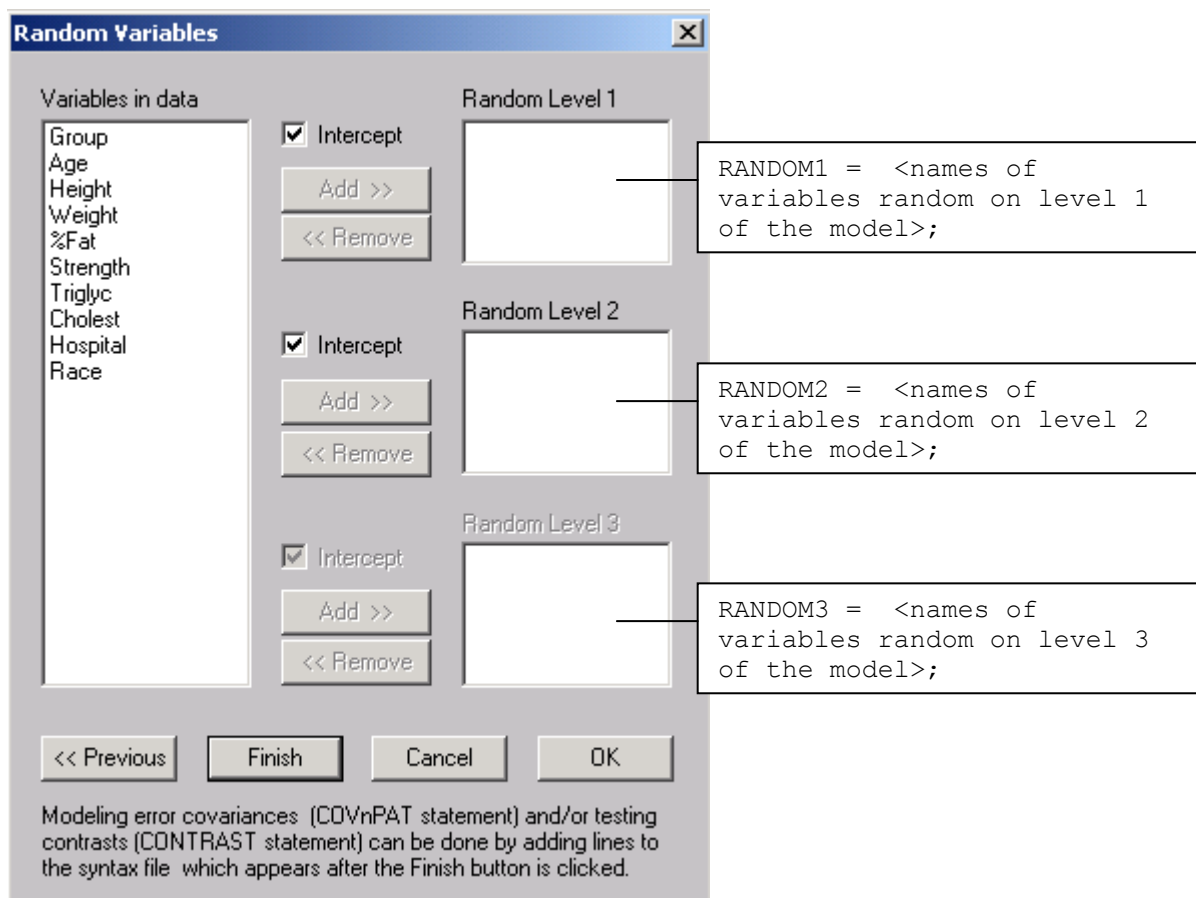 Random Variables
Variables in data
Group
Age
Height
Weight
%Fat
Strength
Triglyc
Cholest
Hospital
Race
Intercept
Add >>
<< Remove
Random Level 1
RANDOM1 =  <names of
variables random on level 1
of the model>;
Intercept
Add >>
<< Remove
Random Level 2
RANDOM2 =  <names of
variables random on level 2
of the model>;
Intercept
Add >>
<< Remove
Random Level 3
RANDOM3 =  <names of
variables random on level 3
of the model>;
<< Previous
Finish
Cancel
OK
Modeling error covariances  (COVnPAT statement) and/or testing
contrasts (CONTRAST statement) can be done by adding lines to
the syntax file  which appears after the Finish button is clicked.